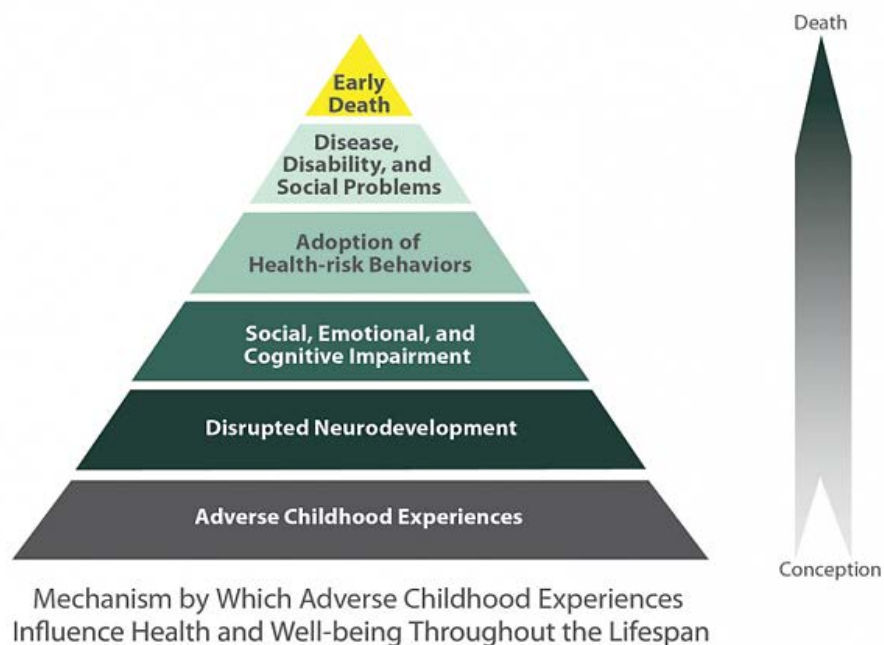 Death
Early
Death
Disease,
Disability, and
Social Problems
Adoption of
Health-risk Behaviors
Social, Emotional, and
Cognitive Impairment
Disrupted Neurodevelopment
Adverse Childhood Experiences
Conception
Mechanism by Which Adverse Childhood Experiences
Influence Health and Well-being Throughout the Lifespan